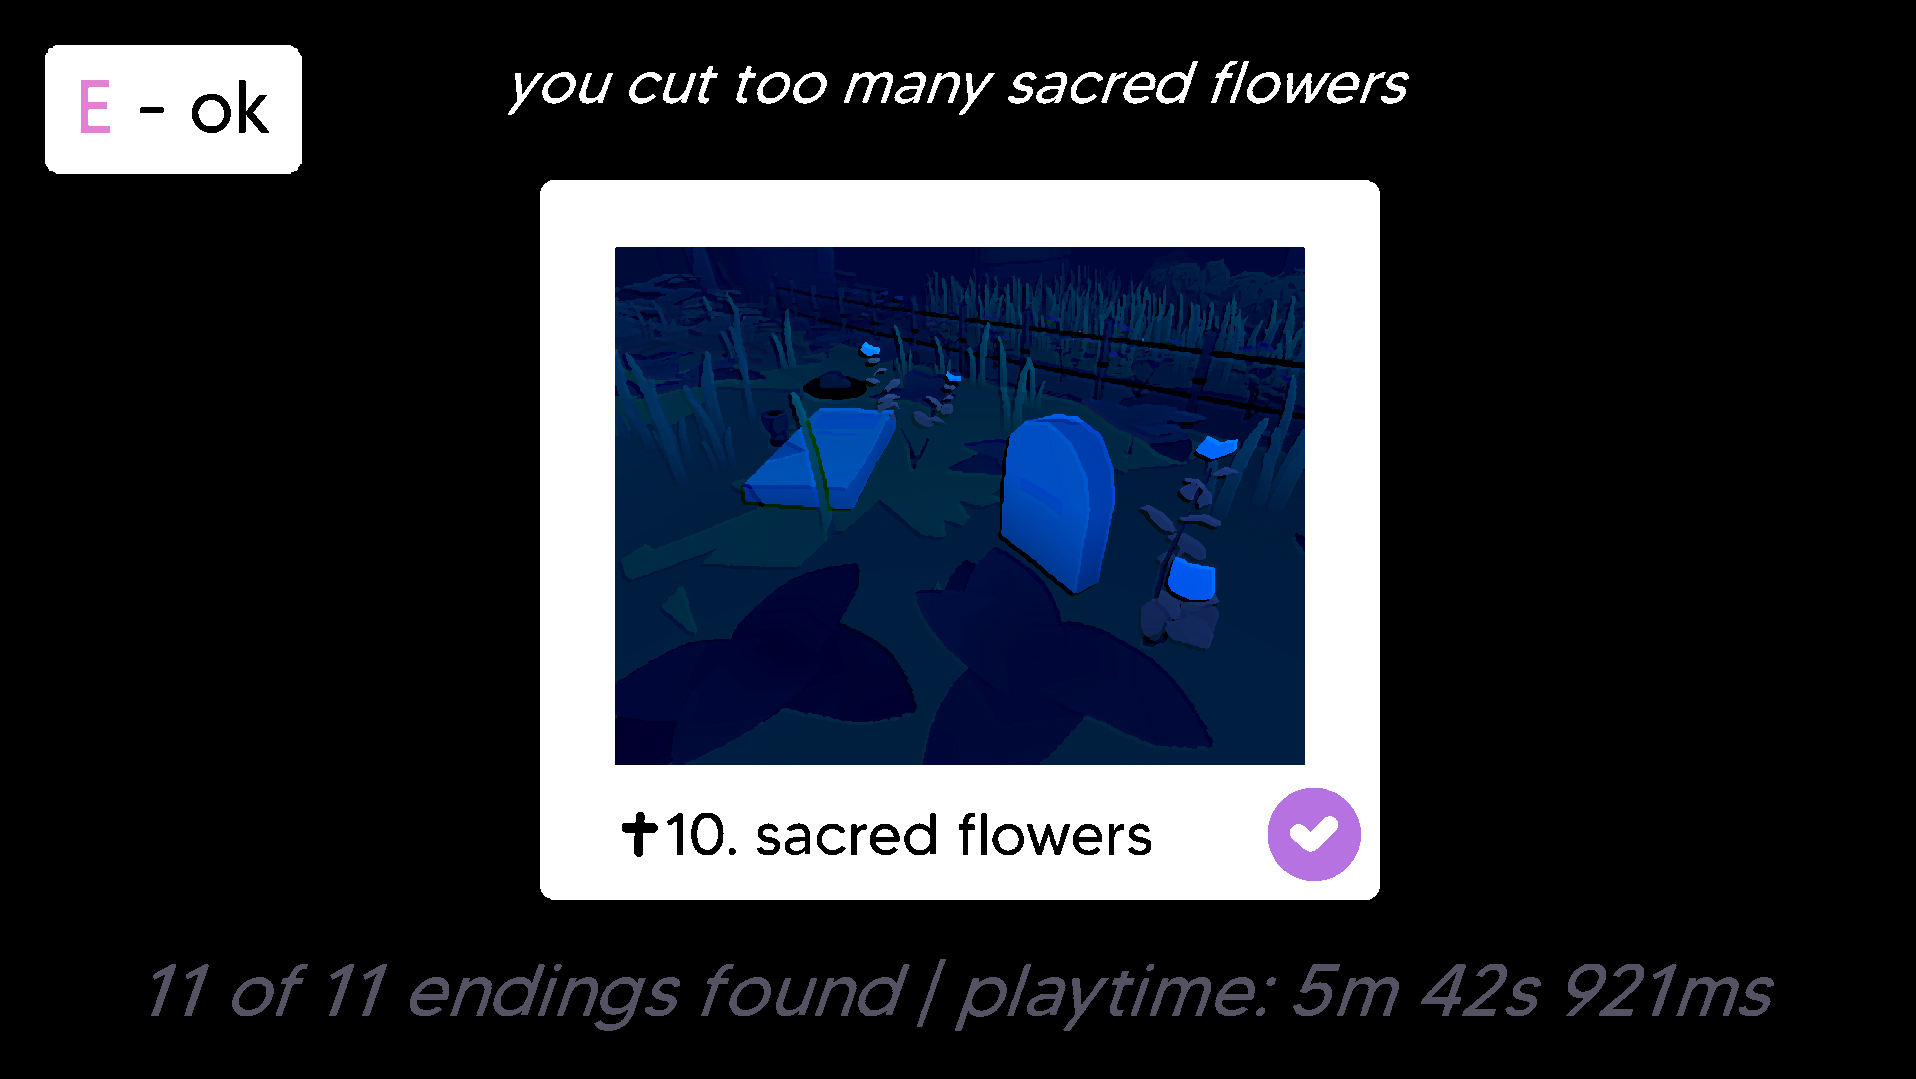 E - ok
you cut too many sacred flowers
✝10. sacred flowers
11 of 11 endings found | playtime: 5m 42s 921ms